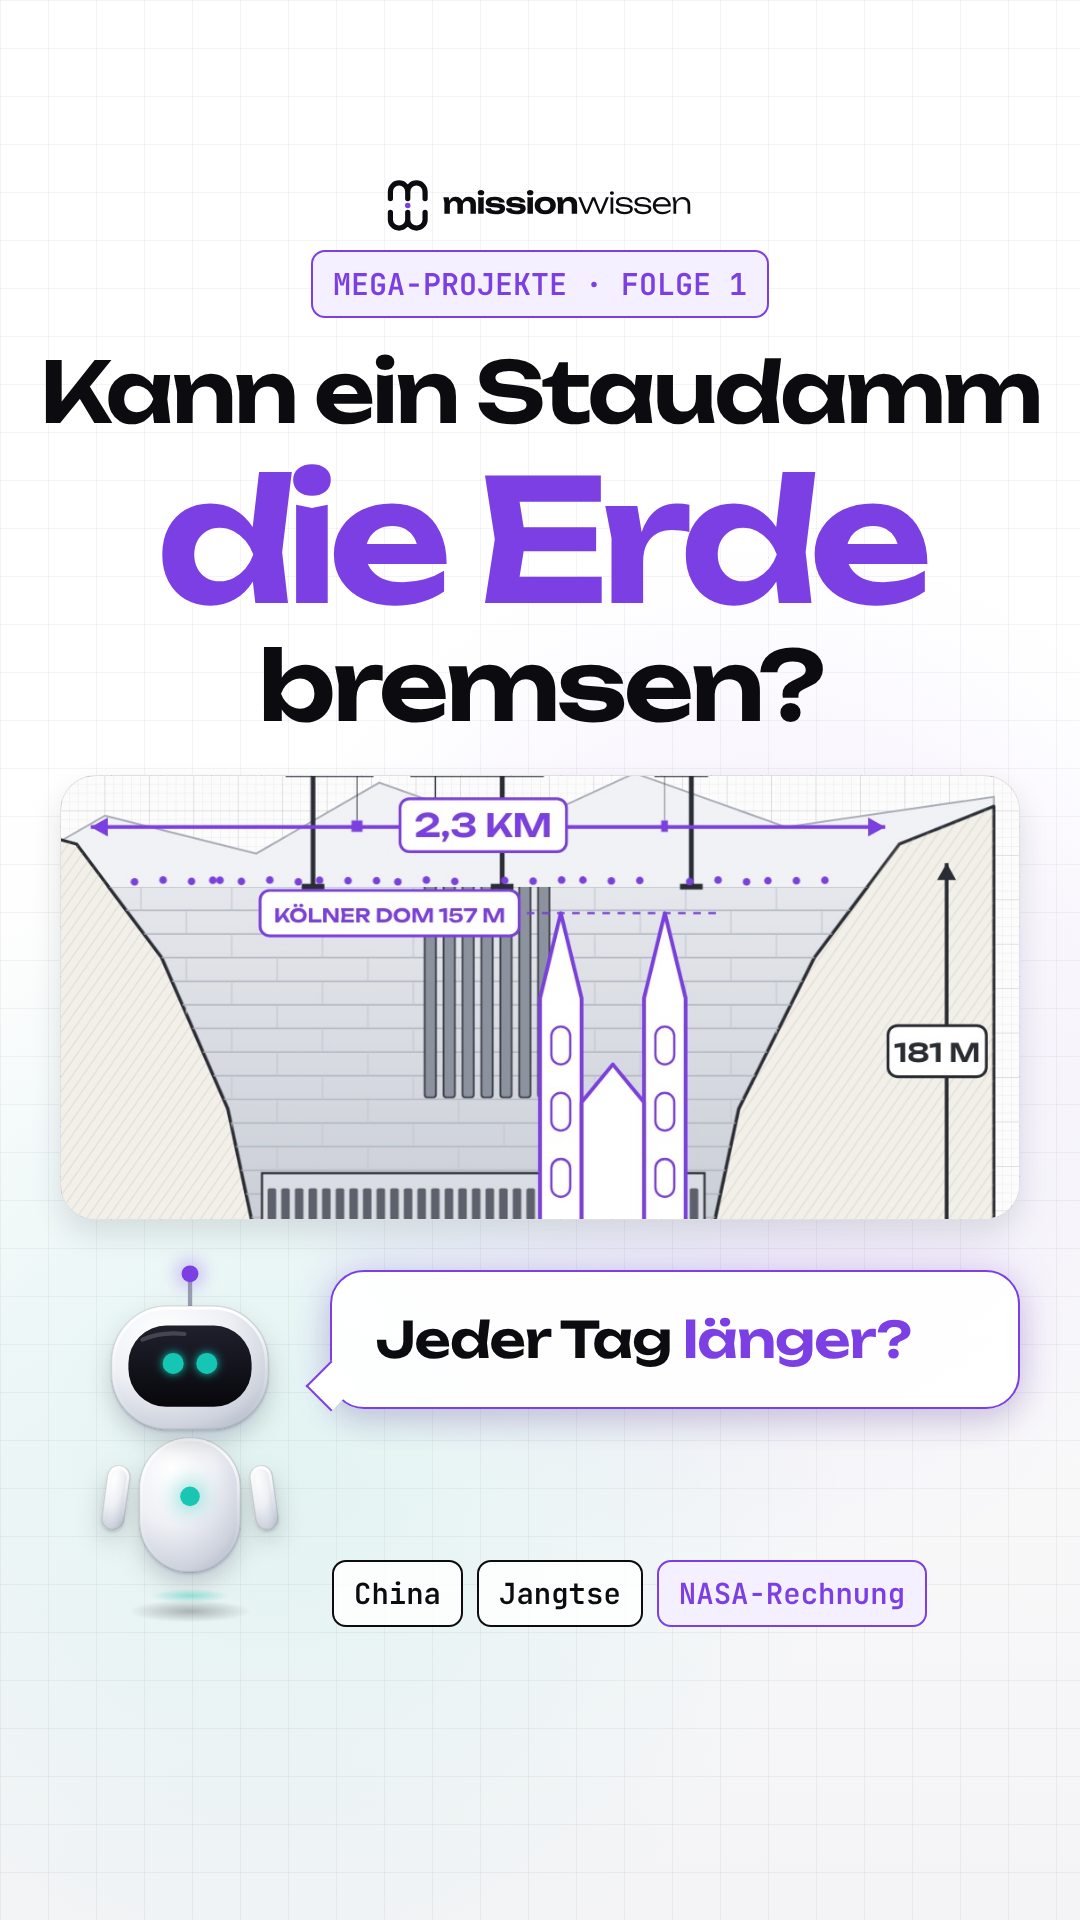 missionwissen
MEGA-PROJEKTE · FOLGE 1
Kann ein Staudamm
die Erde
bremsen?
2,3 KM
KÖLNER DOM 157 M
181 M
Jeder Tag länger?
China
Jangtse
NASA-Rechnung